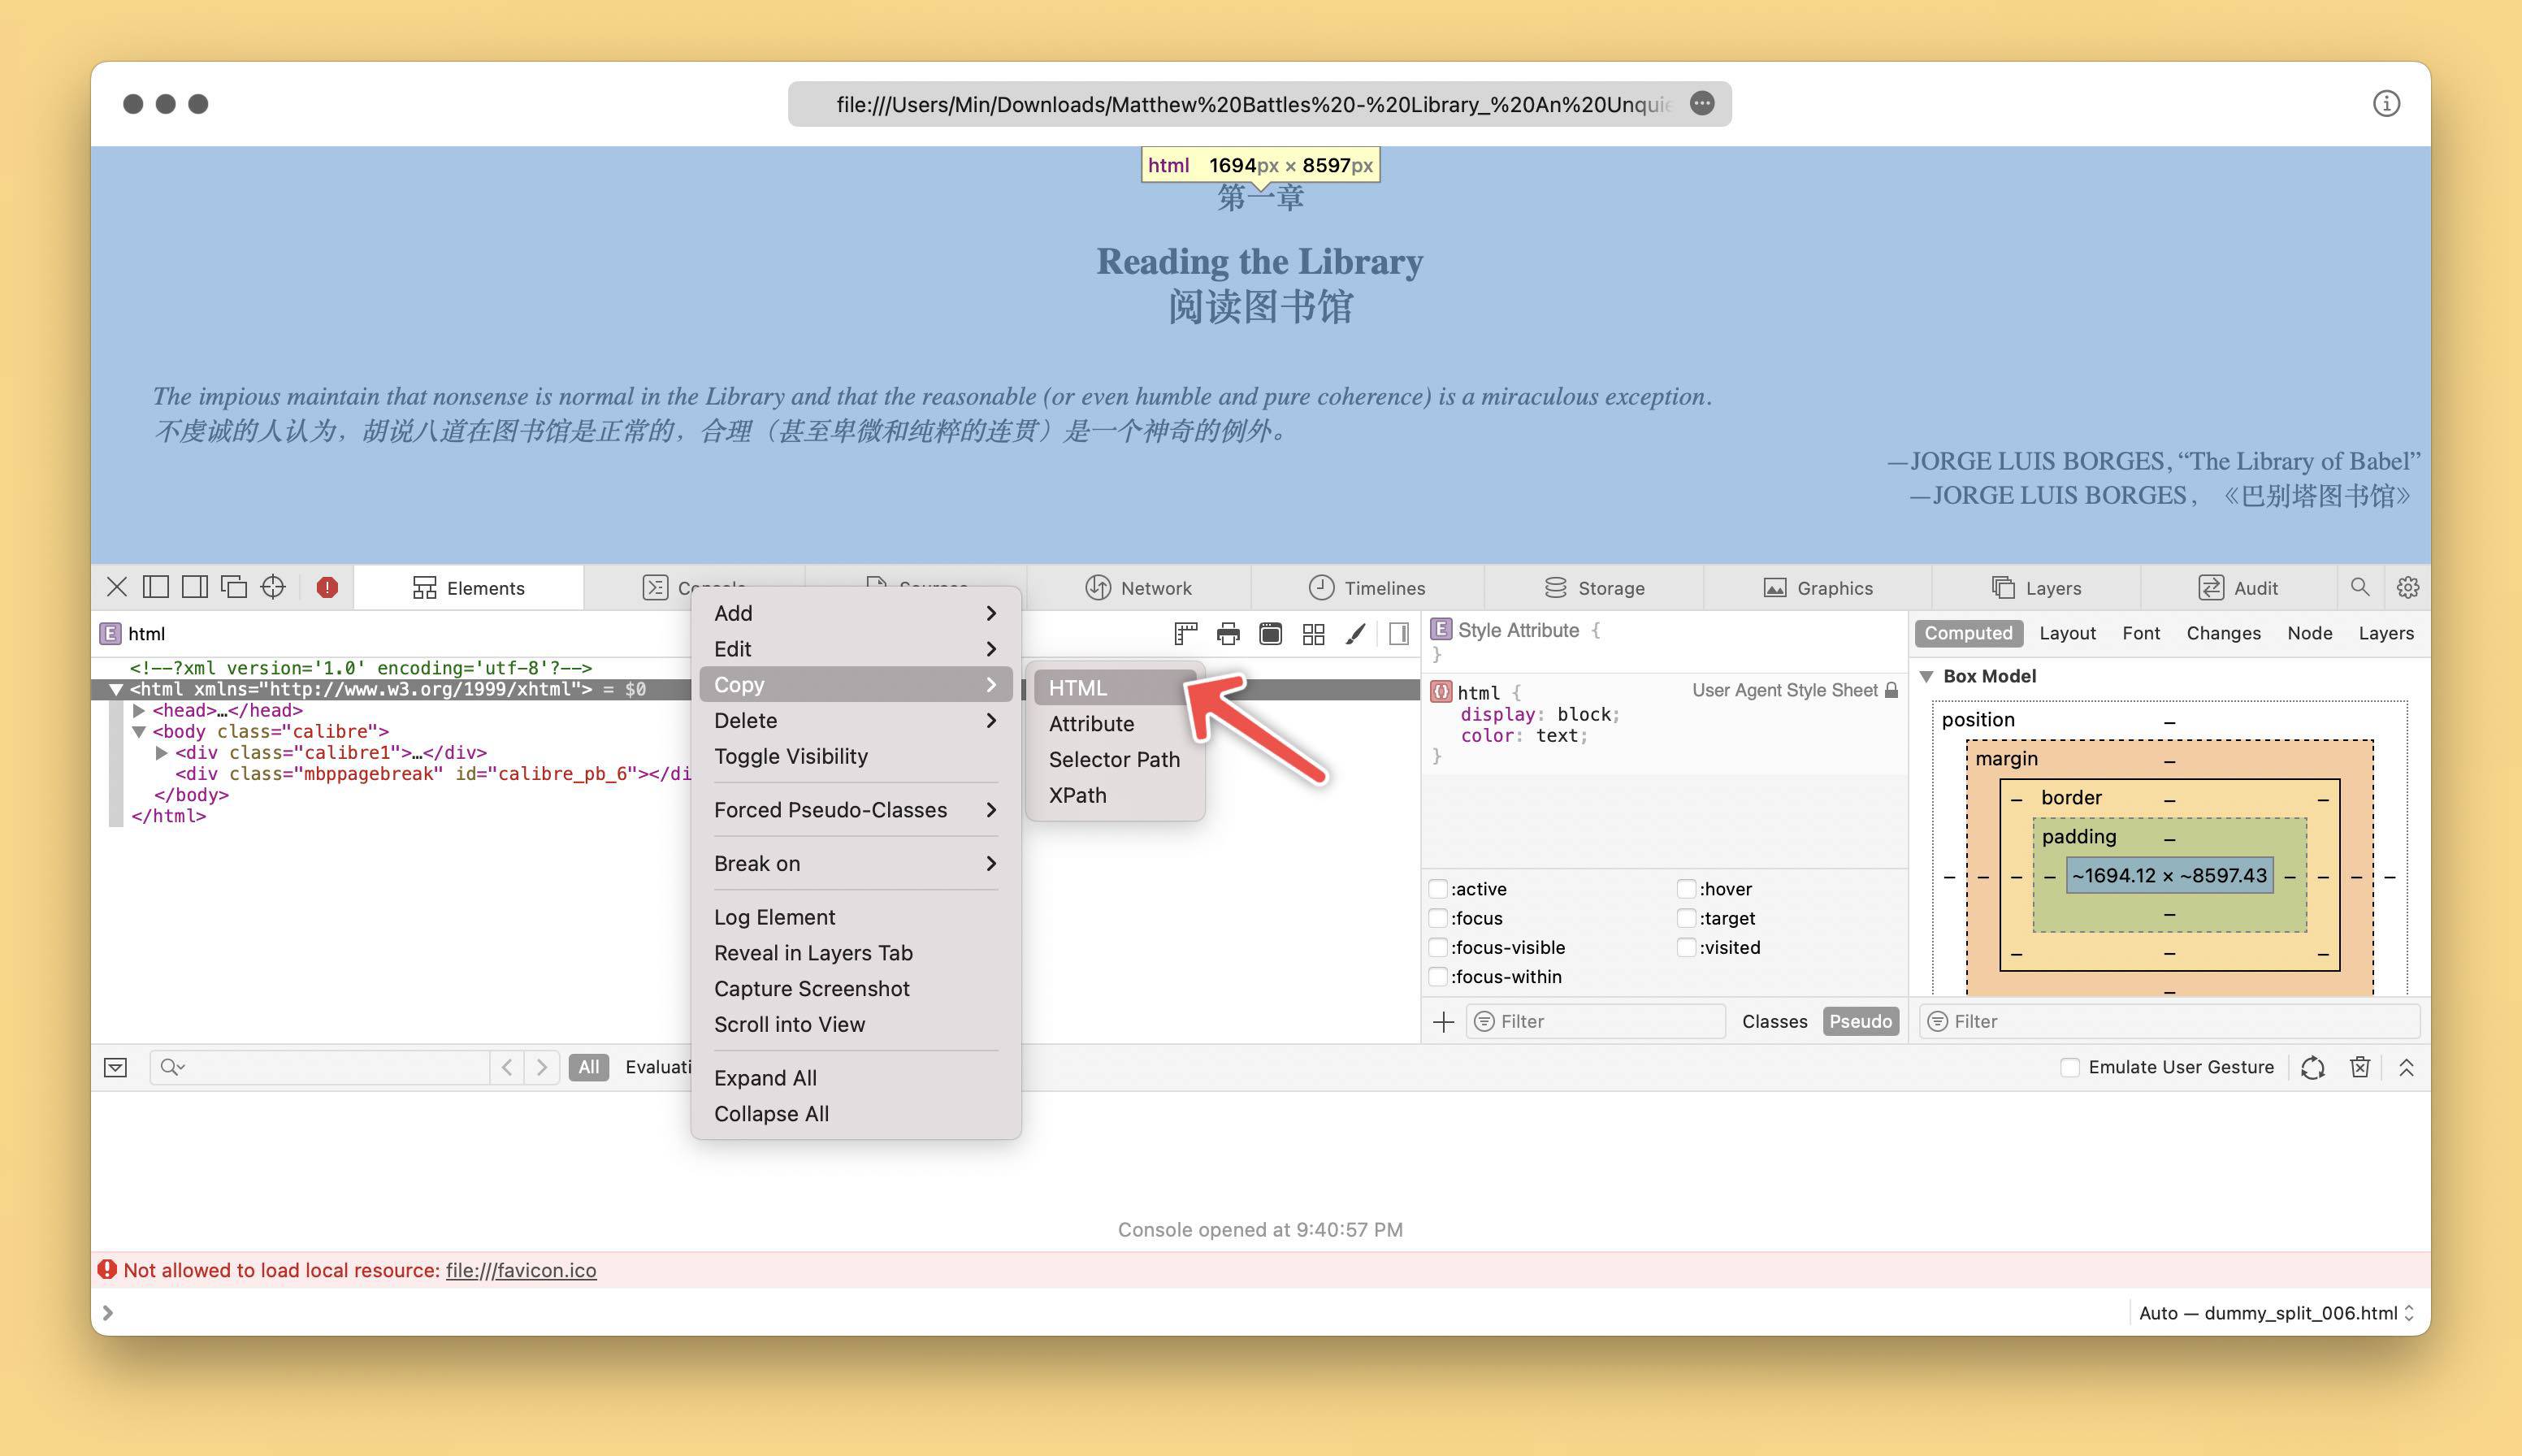 file:///Users/Min/Downloads/Matthew%20Battles%20-%20Library_%20An%20Unquie
html 1694px × 8597px
第一章
Reading the Library
阅读图书馆
The impious maintain that nonsense is normal in the Library and that the reasonable (or even humble and pure coherence) is a miraculous exception.
不虔诚的人认为，胡说八道在图书馆是正常的，合理（甚至卑微和纯粹的连贯）是一个神奇的例外。
—JORGE LUIS BORGES, “The Library of Babel”
—JORGE LUIS BORGES，《巴别塔图书馆》
Elements
Console
Sources
Network
Timelines
Storage
Graphics
Layers
Audit
E html
<!--?xml version='1.0' encoding='utf-8'?-->
<html xmlns="http://www.w3.org/1999/xhtml"> = $0
<head>…</head>
<body class="calibre">
<div class="calibre1">…</div>
<div class="mbppagebreak" id="calibre_pb_6"></di
</body>
</html>
Add
Edit
Copy
Delete
Toggle Visibility
Forced Pseudo-Classes
Break on
Log Element
Reveal in Layers Tab
Capture Screenshot
Scroll into View
Expand All
Collapse All
HTML
Attribute
Selector Path
XPath
E Style Attribute {
}
html { User Agent Style Sheet
display: block;
color: text;
}
:active
:hover
:focus
:target
:focus-visible
:visited
:focus-within
Filter
Classes
Pseudo
Computed
Layout
Font
Changes
Node
Layers
Box Model
position –
margin –
– border – –
padding –
– – – – ~1694.12 × ~8597.43 – – – –
–
– – –
–
Filter
All
Evaluati
Emulate User Gesture
Console opened at 9:40:57 PM
Not allowed to load local resource: file:///favicon.ico
Auto — dummy_split_006.html